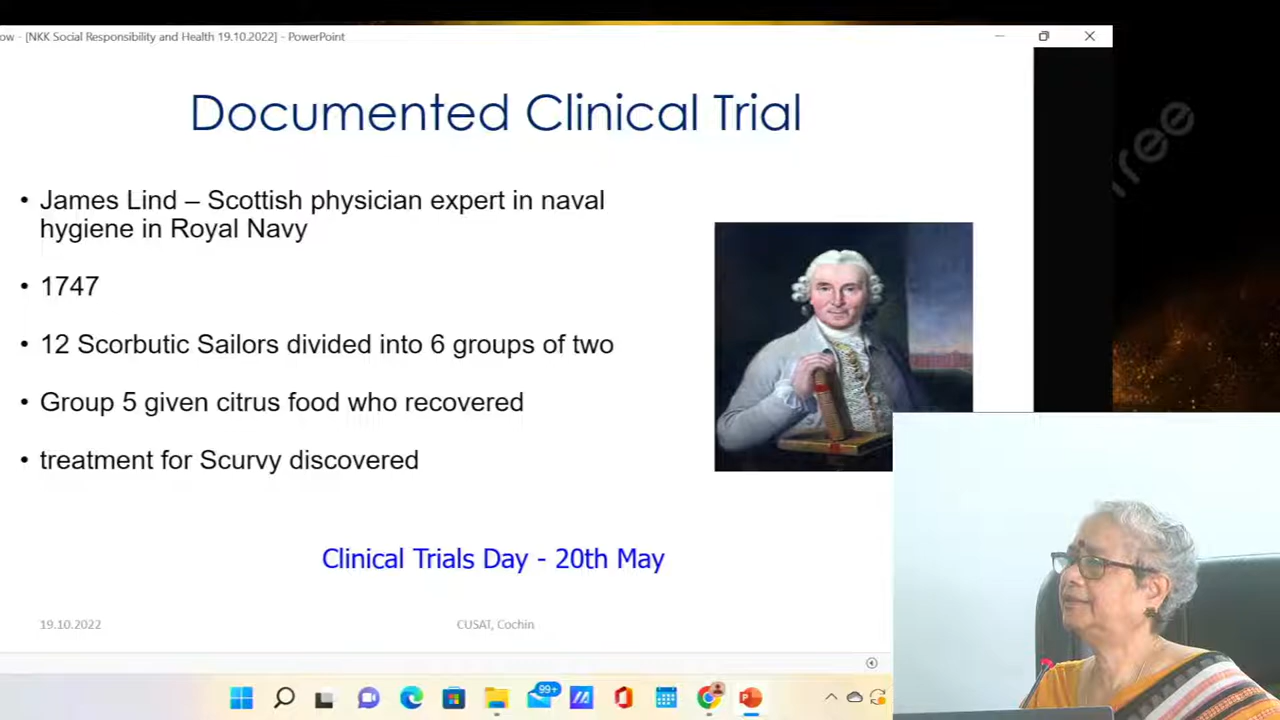 ow - [NKK Social Responsibility and Health 19.10.2022] - PowerPoint
Documented Clinical Trial
• James Lind – Scottish physician expert in naval
hygiene in Royal Navy
• 1747
• 12 Scorbutic Sailors divided into 6 groups of two
• Group 5 given citrus food who recovered
• treatment for Scurvy discovered
Clinical Trials Day - 20th May
19.10.2022
CUSAT, Cochin
99+